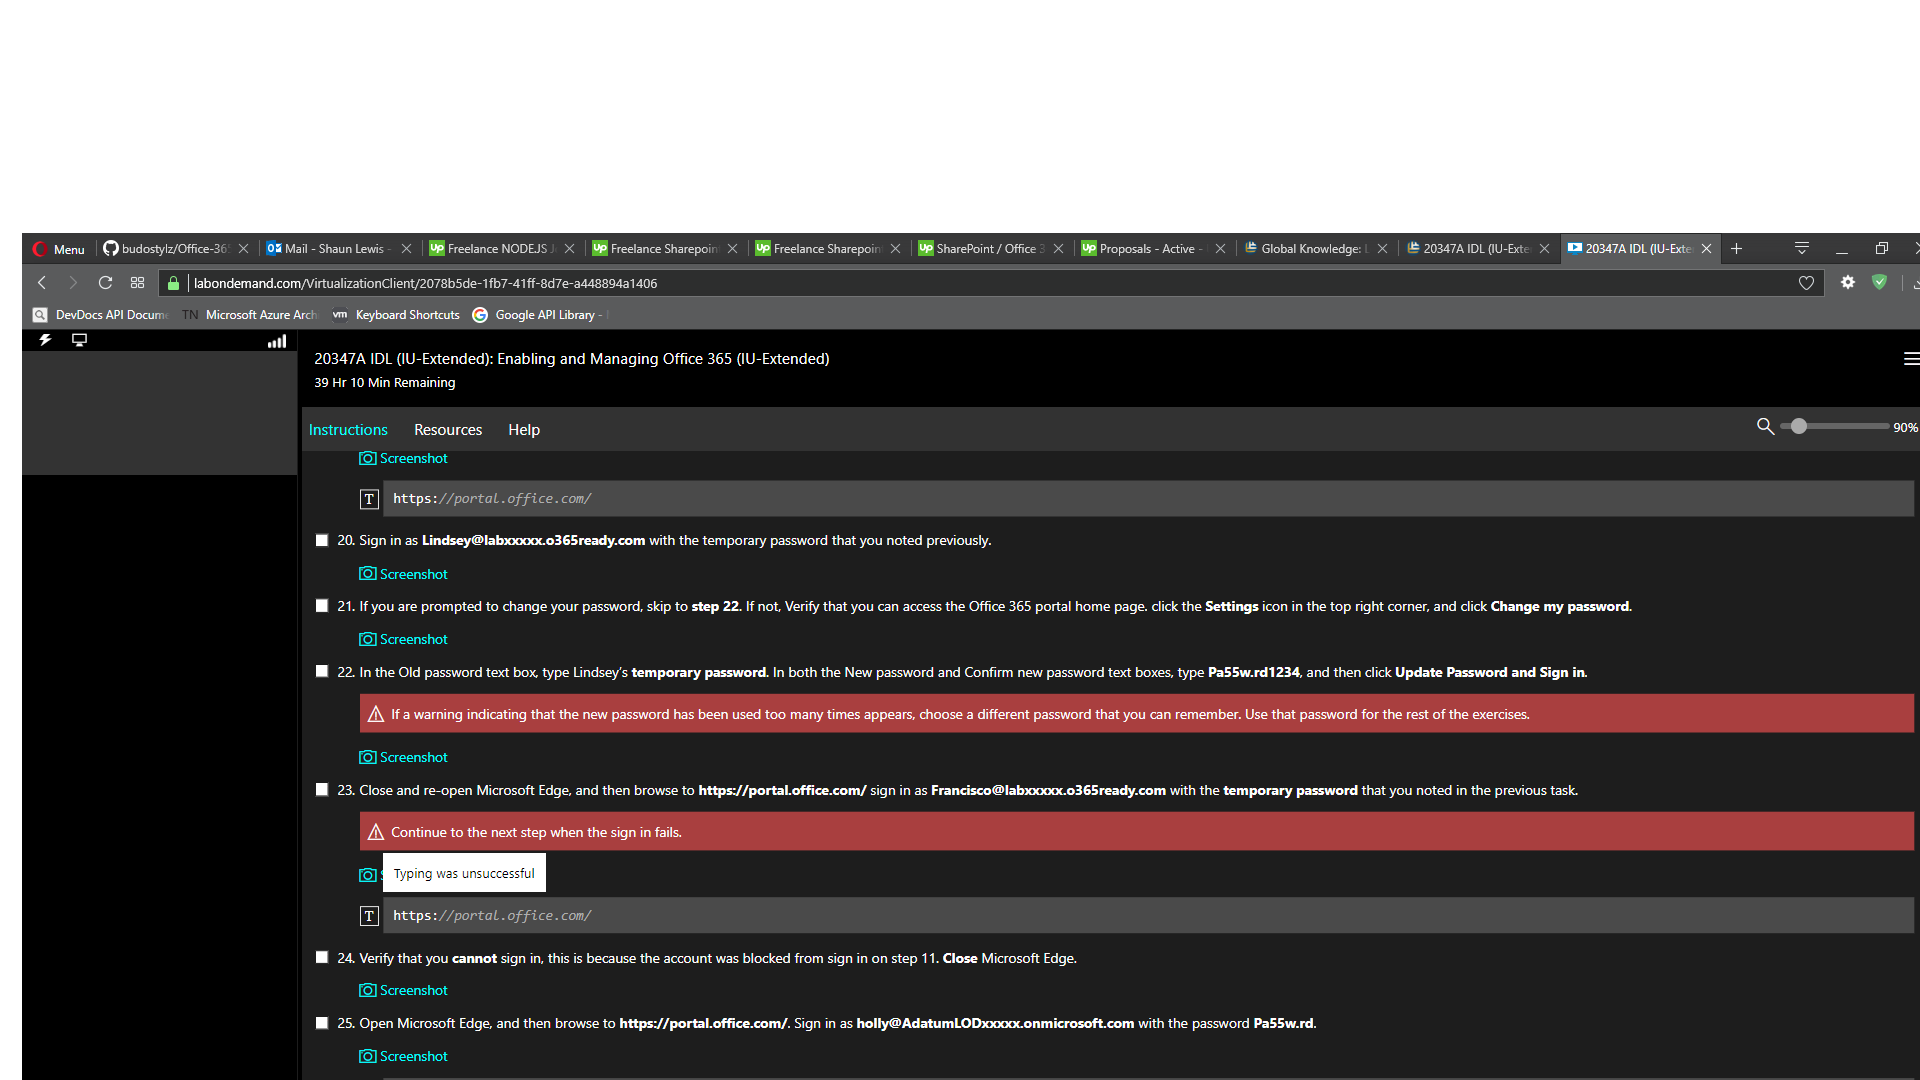 Menu budostylz/Office-365 Mail - Shaun Lewis - Freelance NODEJS J Freelance Sharepoin Freelance Sharepoint SharePoint / Office 3 Proposals - Active - Global Knowledge: 20347A IDL (IU-Exte 20347A IDL (IU-Exte
labondemand.com/VirtualizationClient/2078b5de-1fb7-41ff-8d7e-a448894a1406
DevDocs API Docume TN Microsoft Azure Arch vm Keyboard Shortcuts Google API Library -
20347A IDL (IU-Extended): Enabling and Managing Office 365 (IU-Extended)
39 Hr 10 Min Remaining
Instructions Resources Help 90%
Screenshot
T https://portal.office.com/
20. Sign in as Lindsey@labxxxxx.o365ready.com with the temporary password that you noted previously.
Screenshot
21. If you are prompted to change your password, skip to step 22. If not, Verify that you can access the Office 365 portal home page. click the Settings icon in the top right corner, and click Change my password.
Screenshot
22. In the Old password text box, type Lindsey's temporary password. In both the New password and Confirm new password text boxes, type Pa55w.rd1234, and then click Update Password and Sign in.
If a warning indicating that the new password has been used too many times appears, choose a different password that you can remember. Use that password for the rest of the exercises.
Screenshot
23. Close and re-open Microsoft Edge, and then browse to https://portal.office.com/ sign in as Francisco@labxxxxx.o365ready.com with the temporary password that you noted in the previous task.
Continue to the next step when the sign in fails.
Typing was unsuccessful
T https://portal.office.com/
24. Verify that you cannot sign in, this is because the account was blocked from sign in on step 11. Close Microsoft Edge.
Screenshot
25. Open Microsoft Edge, and then browse to https://portal.office.com/. Sign in as holly@AdatumLODxxxxx.onmicrosoft.com with the password Pa55w.rd.
Screenshot